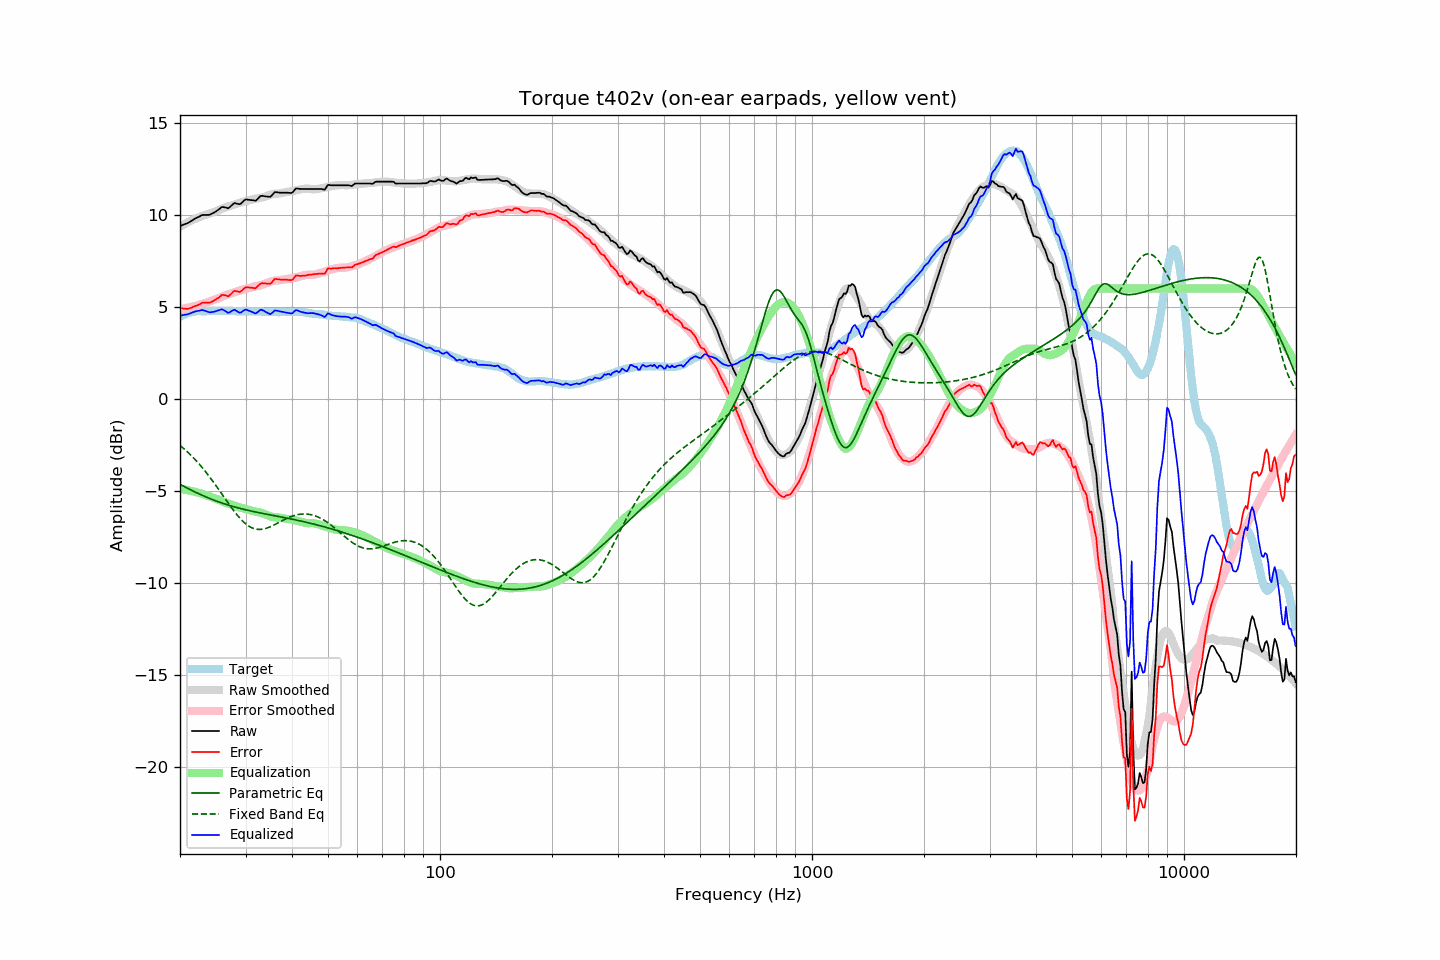 Torque t402v (on-ear earpads, yellow vent)
15
10
5
0
−5
−10
−15
−20
Amplitude (dBr)
Target
Raw Smoothed
Error Smoothed
Raw
Error
Equalization
Parametric Eq
Fixed Band Eq
Equalized
100
1000
10000
Frequency (Hz)